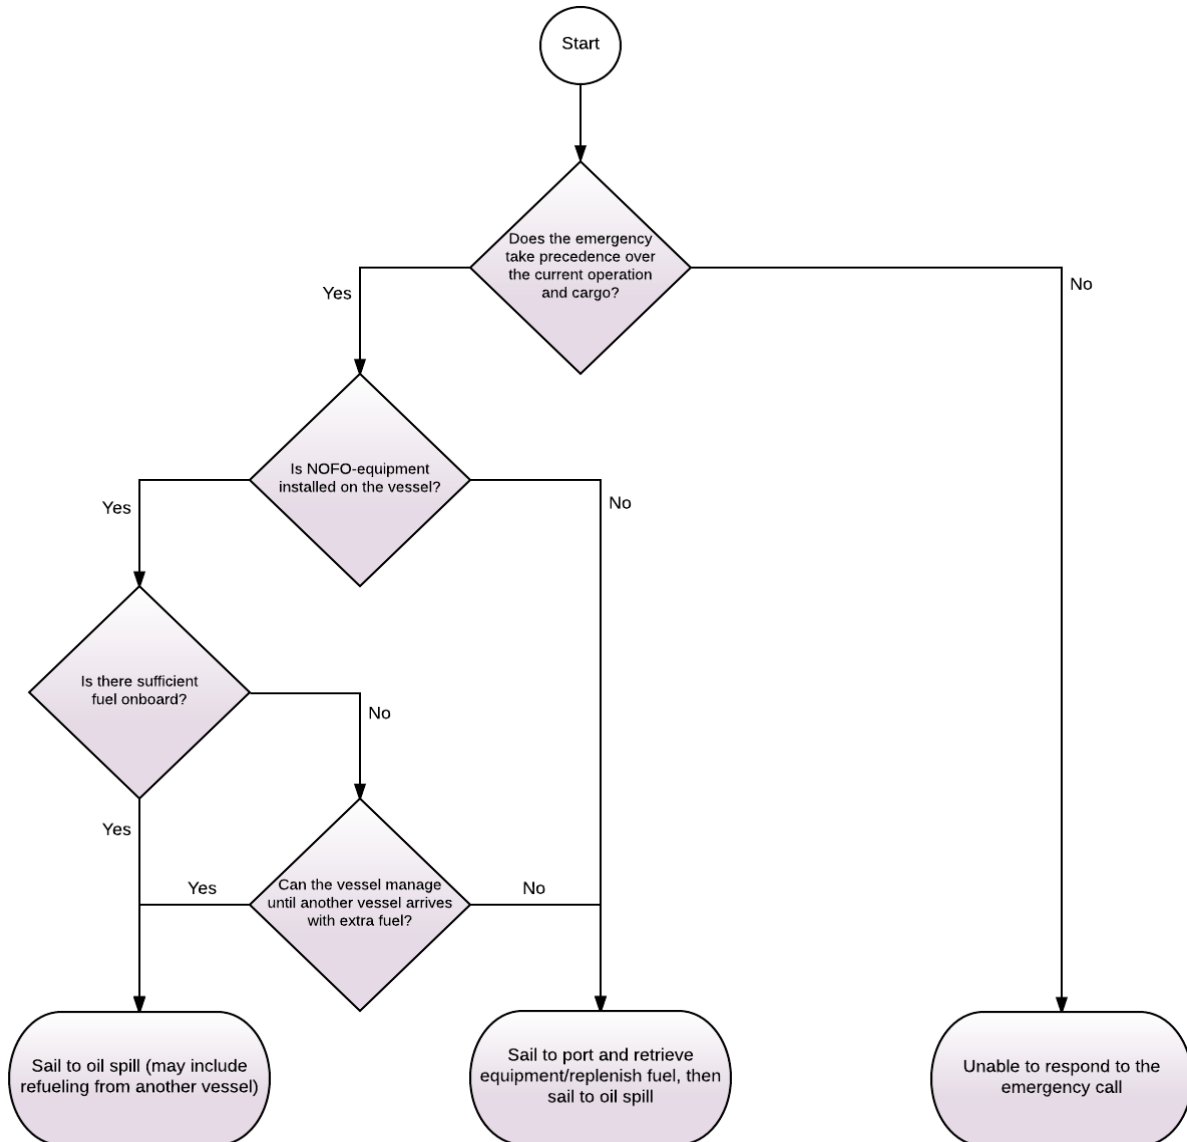 Start
Does the emergency
take precedence over
the current operation
and cargo?
Yes
No
Is NOFO-equipment
installed on the vessel?
Yes
No
Is there sufficient
fuel onboard?
No
Yes
Can the vessel manage
until another vessel arrives
with extra fuel?
Yes
No
Sail to oil spill (may include
refueling from another vessel)
Sail to port and retrieve
equipment/replenish fuel, then
sail to oil spill
Unable to respond to the
emergency call